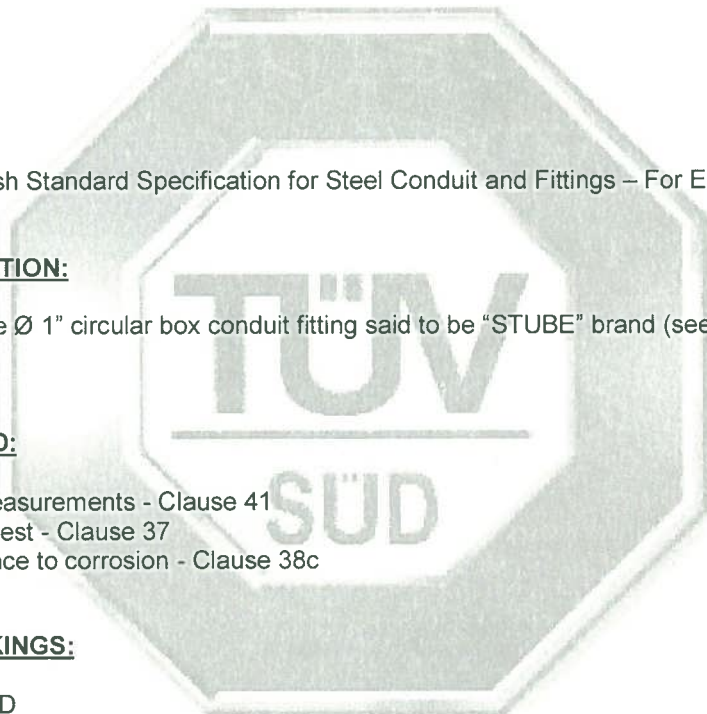 sh Standard Specification for Steel Conduit and Fittings – For E
TION:
e Ø 1” circular box conduit fitting said to be “STUBE” brand (see
TÜV
D:
easurements - Clause 41
SÜD
est - Clause 37
ce to corrosion - Clause 38c
KINGS:
D